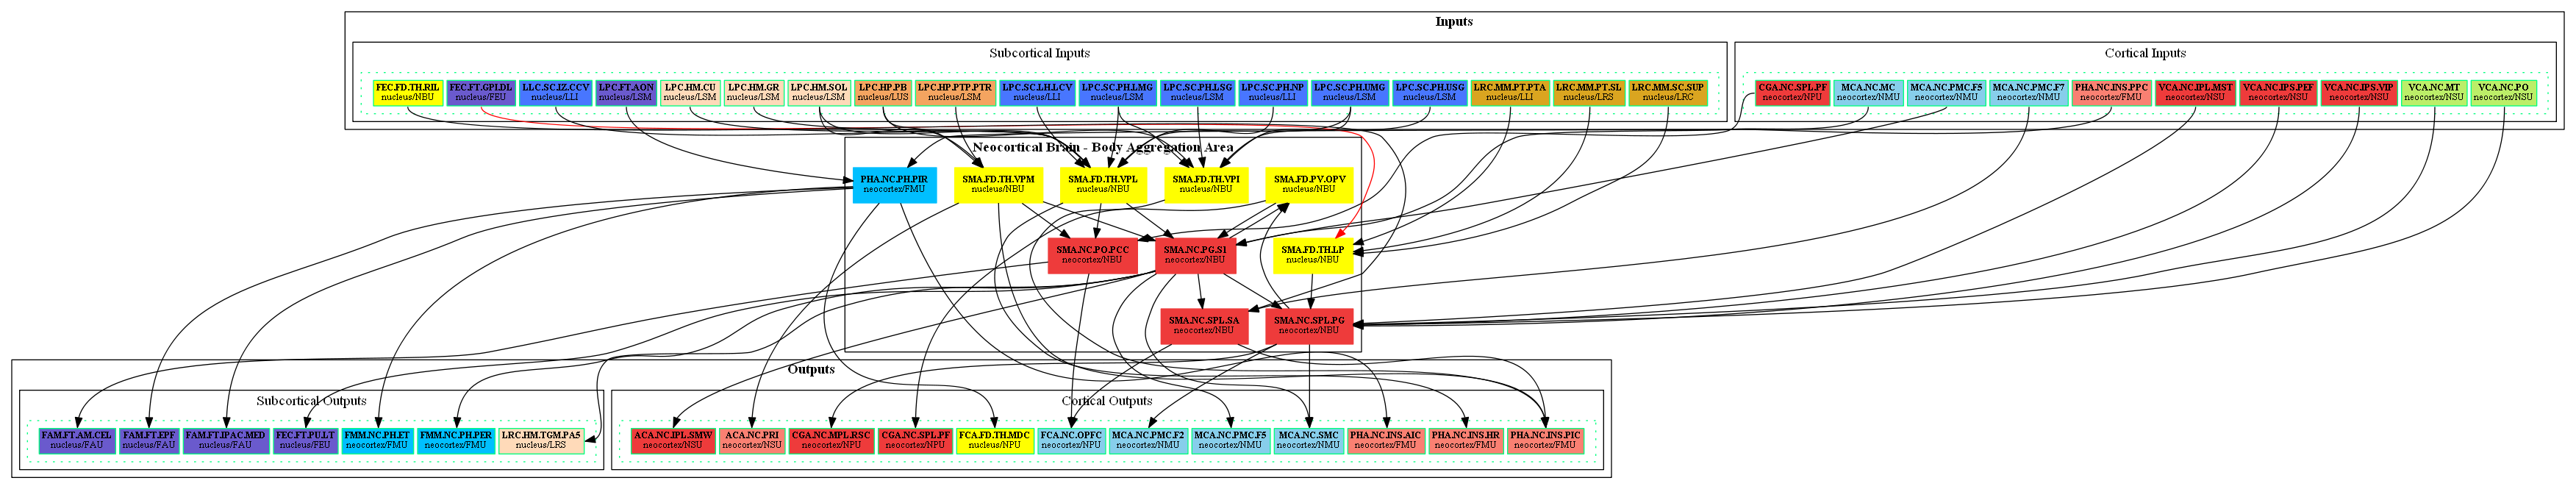 Inputs
Subcortical Inputs
Cortical Inputs
FEC.FD.TH.RIL
nucleus/NBU
FEC.FT.GPI.DL
nucleus/FEU
LLC.SC.IZ.CCV
nucleus/LLI
LPC.FT.AON
nucleus/LSM
LPC.HM.CU
nucleus/LSM
LPC.HM.GR
nucleus/LSM
LPC.HM.SOL
nucleus/LSM
LPC.HP.PB
nucleus/LUS
LPC.HP.PTP.PTR
nucleus/LSM
LPC.SC.I.H.LCV
nucleus/LLI
LPC.SC.PH.LMG
nucleus/LSM
LPC.SC.PH.LSG
nucleus/LSM
LPC.SC.PH.NP
nucleus/LLI
LPC.SC.PH.UMG
nucleus/LSM
LPC.SC.PH.USG
nucleus/LSM
LRC.MM.PT.PTA
nucleus/LLI
LRC.MM.PT.SL
nucleus/LRS
LRC.MM.SC.SUP
nucleus/LRC
CGA.NC.SPL.PF
neocortex/NPU
MCA.NC.MC
neocortex/NMU
MCA.NC.PMC.F5
neocortex/NMU
MCA.NC.PMC.F7
neocortex/NMU
PHA.NC.INS.PPC
neocortex/FMU
VCA.NC.IPL.MST
neocortex/NSU
VCA.NC.IPS.PEF
neocortex/NSU
VCA.NC.IPS.VIP
neocortex/NSU
VCA.NC.MT
neocortex/NSU
VCA.NC.PO
neocortex/NSU
Neocortical Brain - Body Aggregation Area
PHA.NC.PH.PIR
neocortex/FMU
SMA.FD.TH.VPM
nucleus/NBU
SMA.FD.TH.VPL
nucleus/NBU
SMA.FD.TH.VPI
nucleus/NBU
SMA.FD.PV.OPV
nucleus/NBU
SMA.NC.PO.PCC
neocortex/NBU
SMA.NC.PG.S1
neocortex/NBU
SMA.FD.TH.LP
nucleus/NBU
SMA.NC.SPL.SA
neocortex/NBU
SMA.NC.SPL.PG
neocortex/NBU
Outputs
Subcortical Outputs
Cortical Outputs
FAM.FT.AM.CEL
nucleus/FAU
FAM.FT.EPF
nucleus/FAU
FAM.FT.IPAC.MED
nucleus/FAU
FEC.FT.PU.LT
nucleus/FEU
FMM.NC.PH.ET
neocortex/FMU
FMM.NC.PH.PER
neocortex/FMU
LRC.HM.TGM.PA5
nucleus/LRS
ACA.NC.IPL.SMW
neocortex/NSU
ACA.NC.PRI
neocortex/NSU
CGA.NC.MPL.RSC
neocortex/NPU
CGA.NC.SPL.PF
neocortex/NPU
FCA.FD.TH.MDC
nucleus/NPU
FCA.NC.OPFC
neocortex/NPU
MCA.NC.PMC.F2
neocortex/NMU
MCA.NC.PMC.F5
neocortex/NMU
MCA.NC.SMC
neocortex/NMU
PHA.NC.INS.AIC
neocortex/FMU
PHA.NC.INS.HR
neocortex/FMU
PHA.NC.INS.PIC
neocortex/FMU